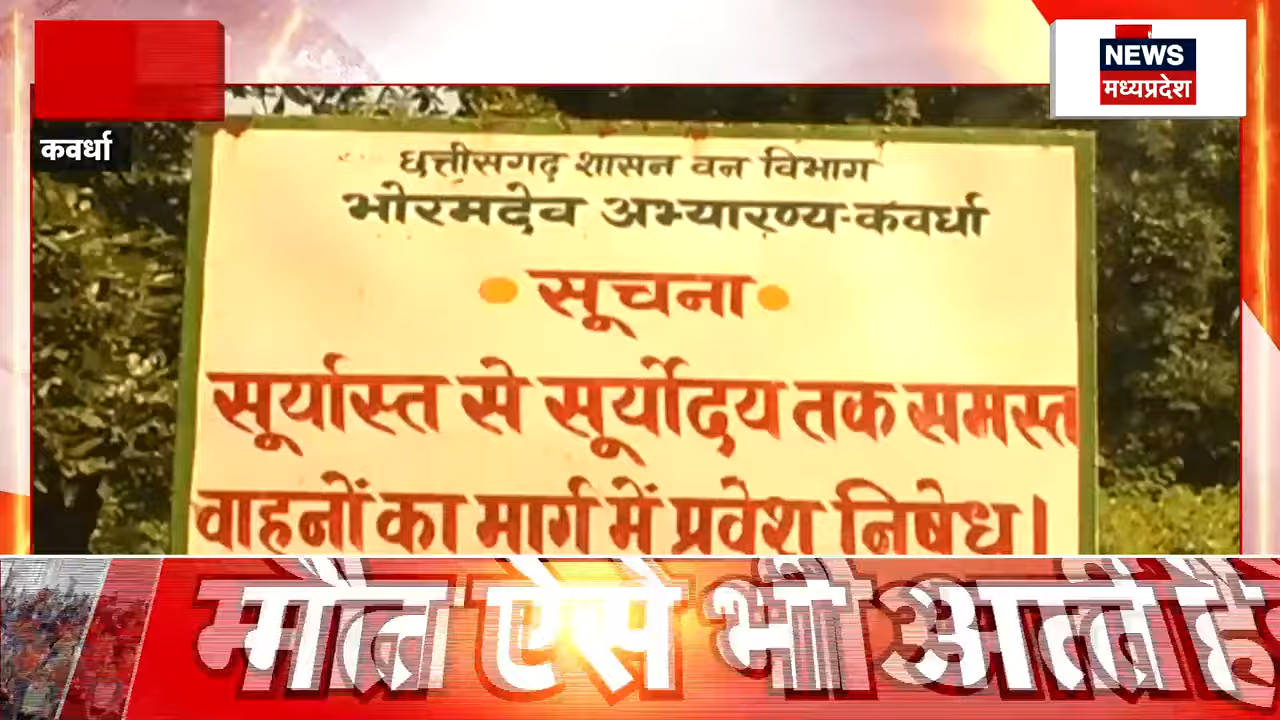 NEWS
मध्यप्रदेश
कवर्धा
छत्तीसगढ़ शासन वन विभाग
भोरमदेव अभ्यारण्य-कवर्धा
सूचना
सूर्यास्त से सूर्योदय तक समस्त
वाहनों का मार्ग में प्रवेश निषेध।
मौत ऐसे भी आती है